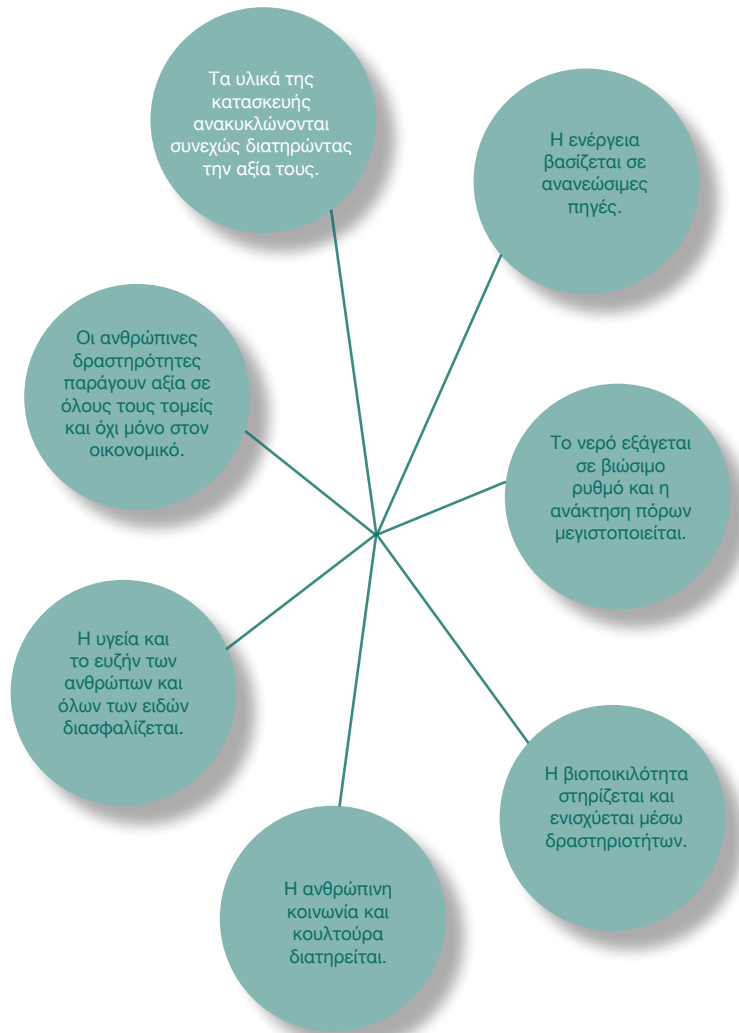 Τα υλικά της
κατασκευής
ανακυκλώνονται
συνεχώς διατηρώντας
την αξία τους.
Η ενέργεια
βασίζεται σε
ανανεώσιμες
πηγές.
Οι ανθρώπινες
δραστηρότητες
παράγουν αξία σε
όλους τους τομείς
και όχι μόνο στον
οικονομικό.
Το νερό εξάγεται
σε βιώσιμο
ρυθμό και η
ανάκτηση πόρων
μεγιστοποιείται.
Η υγεία και
το ευζήν των
ανθρώπων και
όλων των ειδών
διασφαλίζεται.
Η βιοποικιλότητα
στηρίζεται και
ενισχύεται μέσω
δραστηριοτήτων.
Η ανθρώπινη
κοινωνία και
κουλτούρα
διατηρείται.